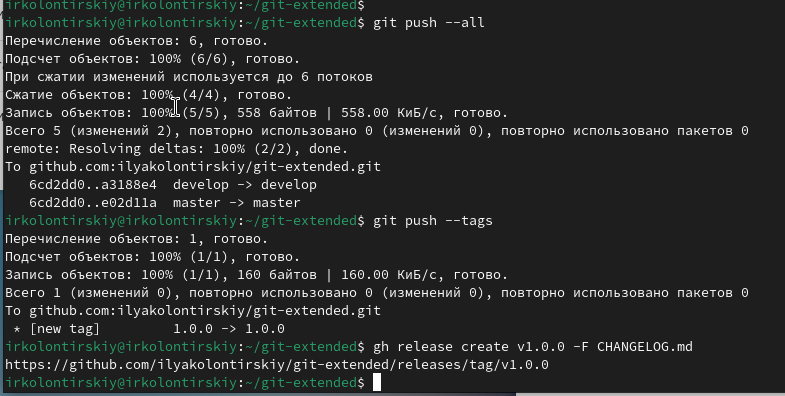 irkolontirskiy@irkolontirskiy:~/git-extended$
irkolontirskiy@irkolontirskiy:~/git-extended$ git push --all
Перечисление объектов: 6, готово.
Подсчет объектов: 100% (6/6), готово.
При сжатии изменений используется до 6 потоков
Сжатие объектов: 100% (4/4), готово.
Запись объектов: 100% (5/5), 558 байтов | 558.00 КиБ/с, готово.
Всего 5 (изменений 2), повторно использовано 0 (изменений 0), повторно использовано пакетов 0
remote: Resolving deltas: 100% (2/2), done.
To github.com:ilyakolontirskiy/git-extended.git
   6cd2dd0..a3188e4  develop -> develop
   6cd2dd0..e02d11a  master -> master
irkolontirskiy@irkolontirskiy:~/git-extended$ git push --tags
Перечисление объектов: 1, готово.
Подсчет объектов: 100% (1/1), готово.
Запись объектов: 100% (1/1), 160 байтов | 160.00 КиБ/с, готово.
Всего 1 (изменений 0), повторно использовано 0 (изменений 0), повторно использовано пакетов 0
To github.com:ilyakolontirskiy/git-extended.git
 * [new tag]         1.0.0 -> 1.0.0
irkolontirskiy@irkolontirskiy:~/git-extended$ gh release create v1.0.0 -F CHANGELOG.md
https://github.com/ilyakolontirskiy/git-extended/releases/tag/v1.0.0
irkolontirskiy@irkolontirskiy:~/git-extended$